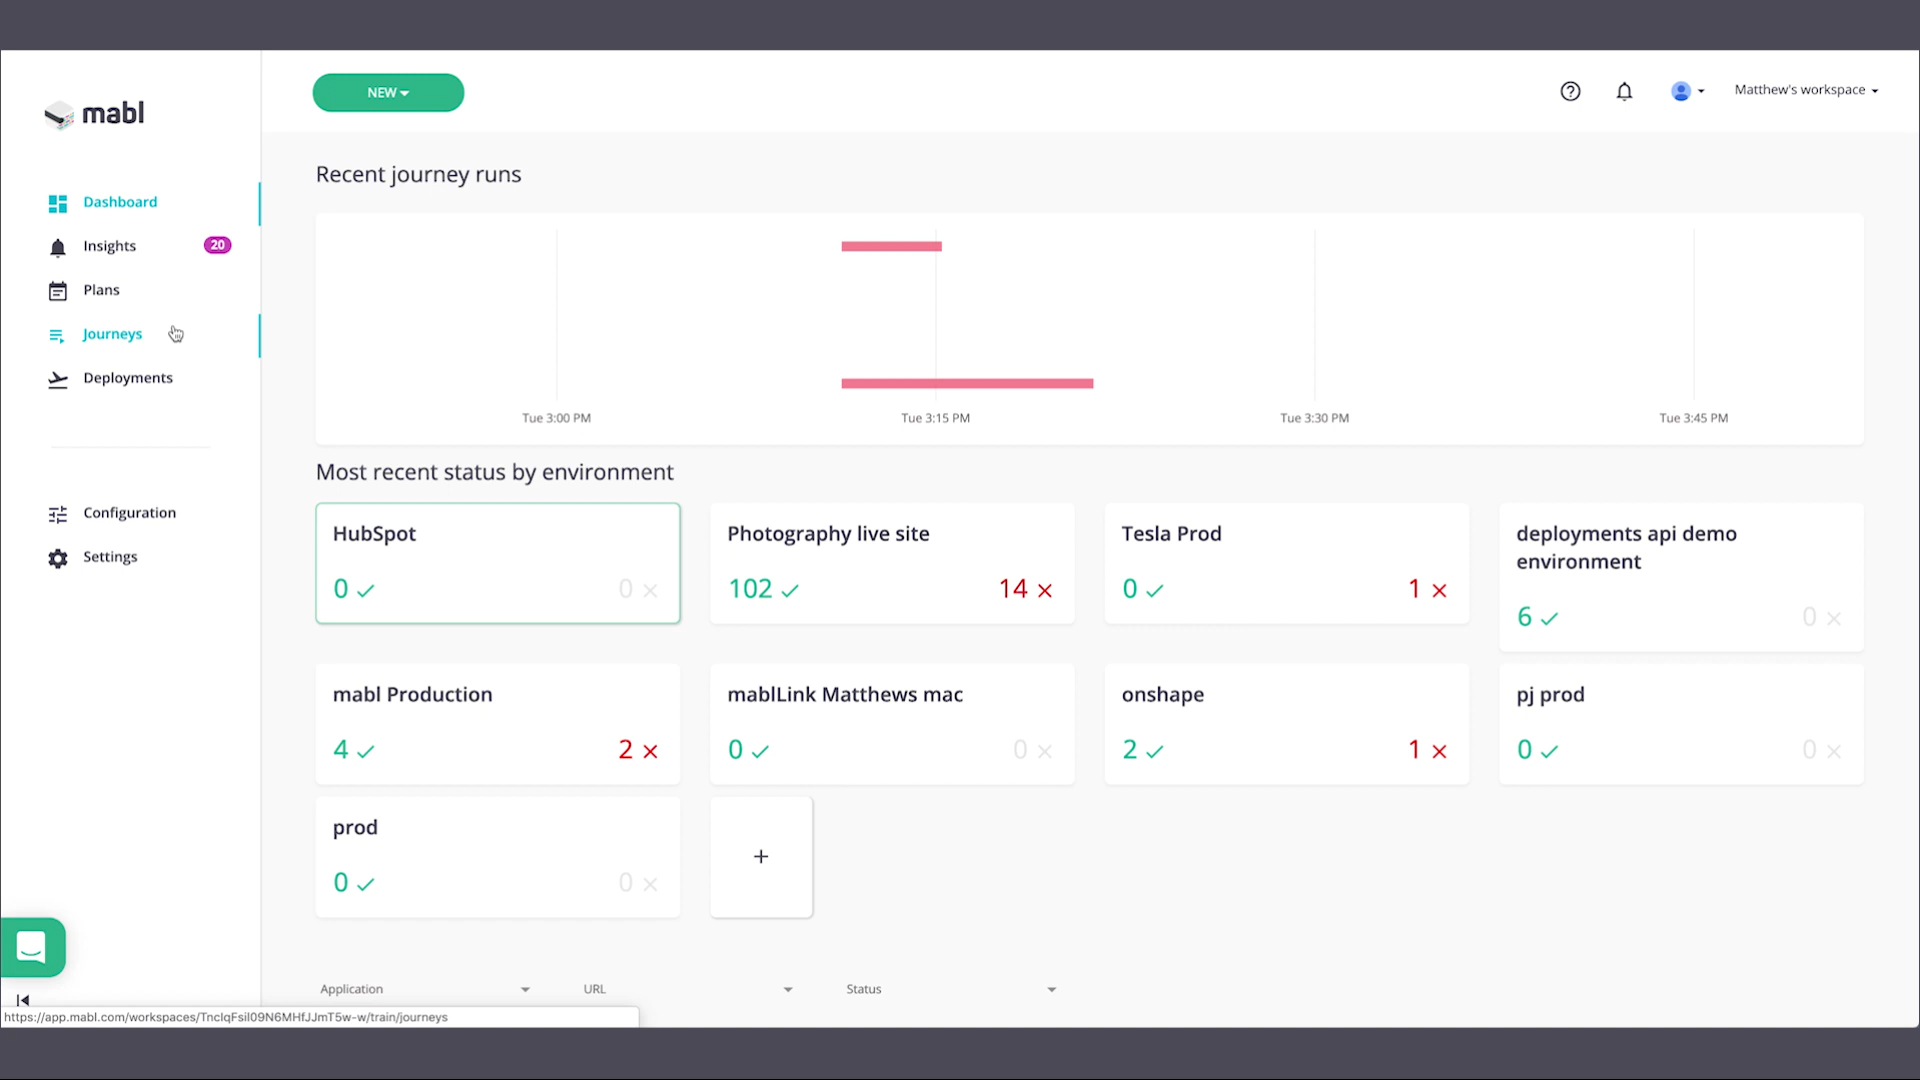 mabl
NEW
Matthew's workspace
Dashboard
Insights
20
Plans
Journeys
Deployments
Configuration
Settings
Recent journey runs
Tue 3:00 PM
Tue 3:15 PM
Tue 3:30 PM
Tue 3:45 PM
Most recent status by environment
HubSpot
0 ✓ 0 ×
Photography live site
102 ✓ 14 ×
Tesla Prod
0 ✓ 1 ×
deployments api demo
environment
6 ✓ 0 ×
mabl Production
4 ✓ 2 ×
mablLink Matthews mac
0 ✓ 0 ×
onshape
2 ✓ 1 ×
pj prod
0 ✓ 0 ×
prod
0 ✓ 0 ×
+
Application
URL
Status
https://app.mabl.com/workspaces/TnclqFsil09N6MHfJJmT5w-w/train/journeys